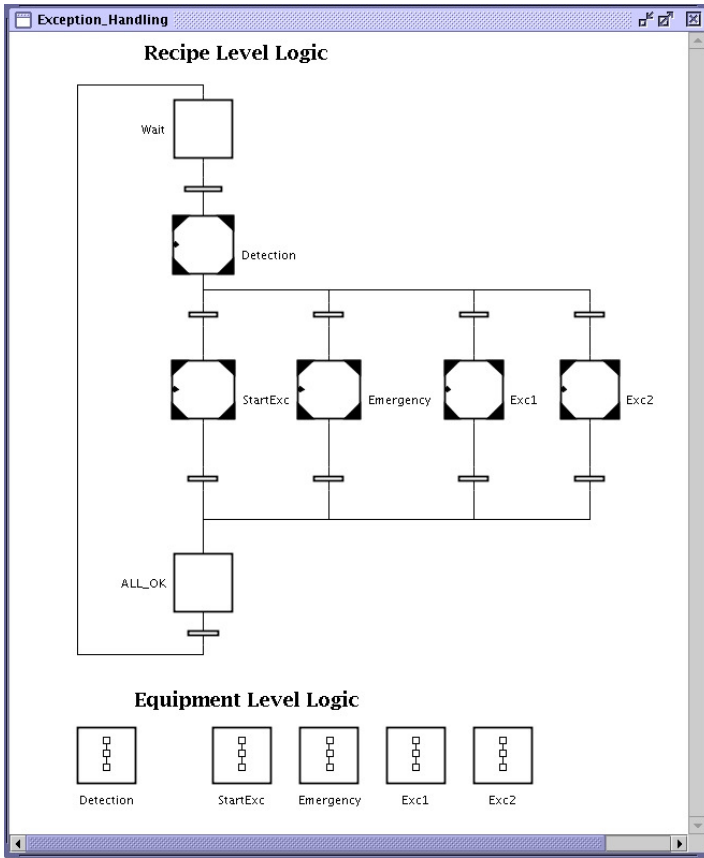 Exception_Handling
Recipe Level Logic
Wait
Detection
StartExc
Emergency
Exc1
Exc2
ALL_OK
Equipment Level Logic
Detection
StartExc
Emergency
Exc1
Exc2